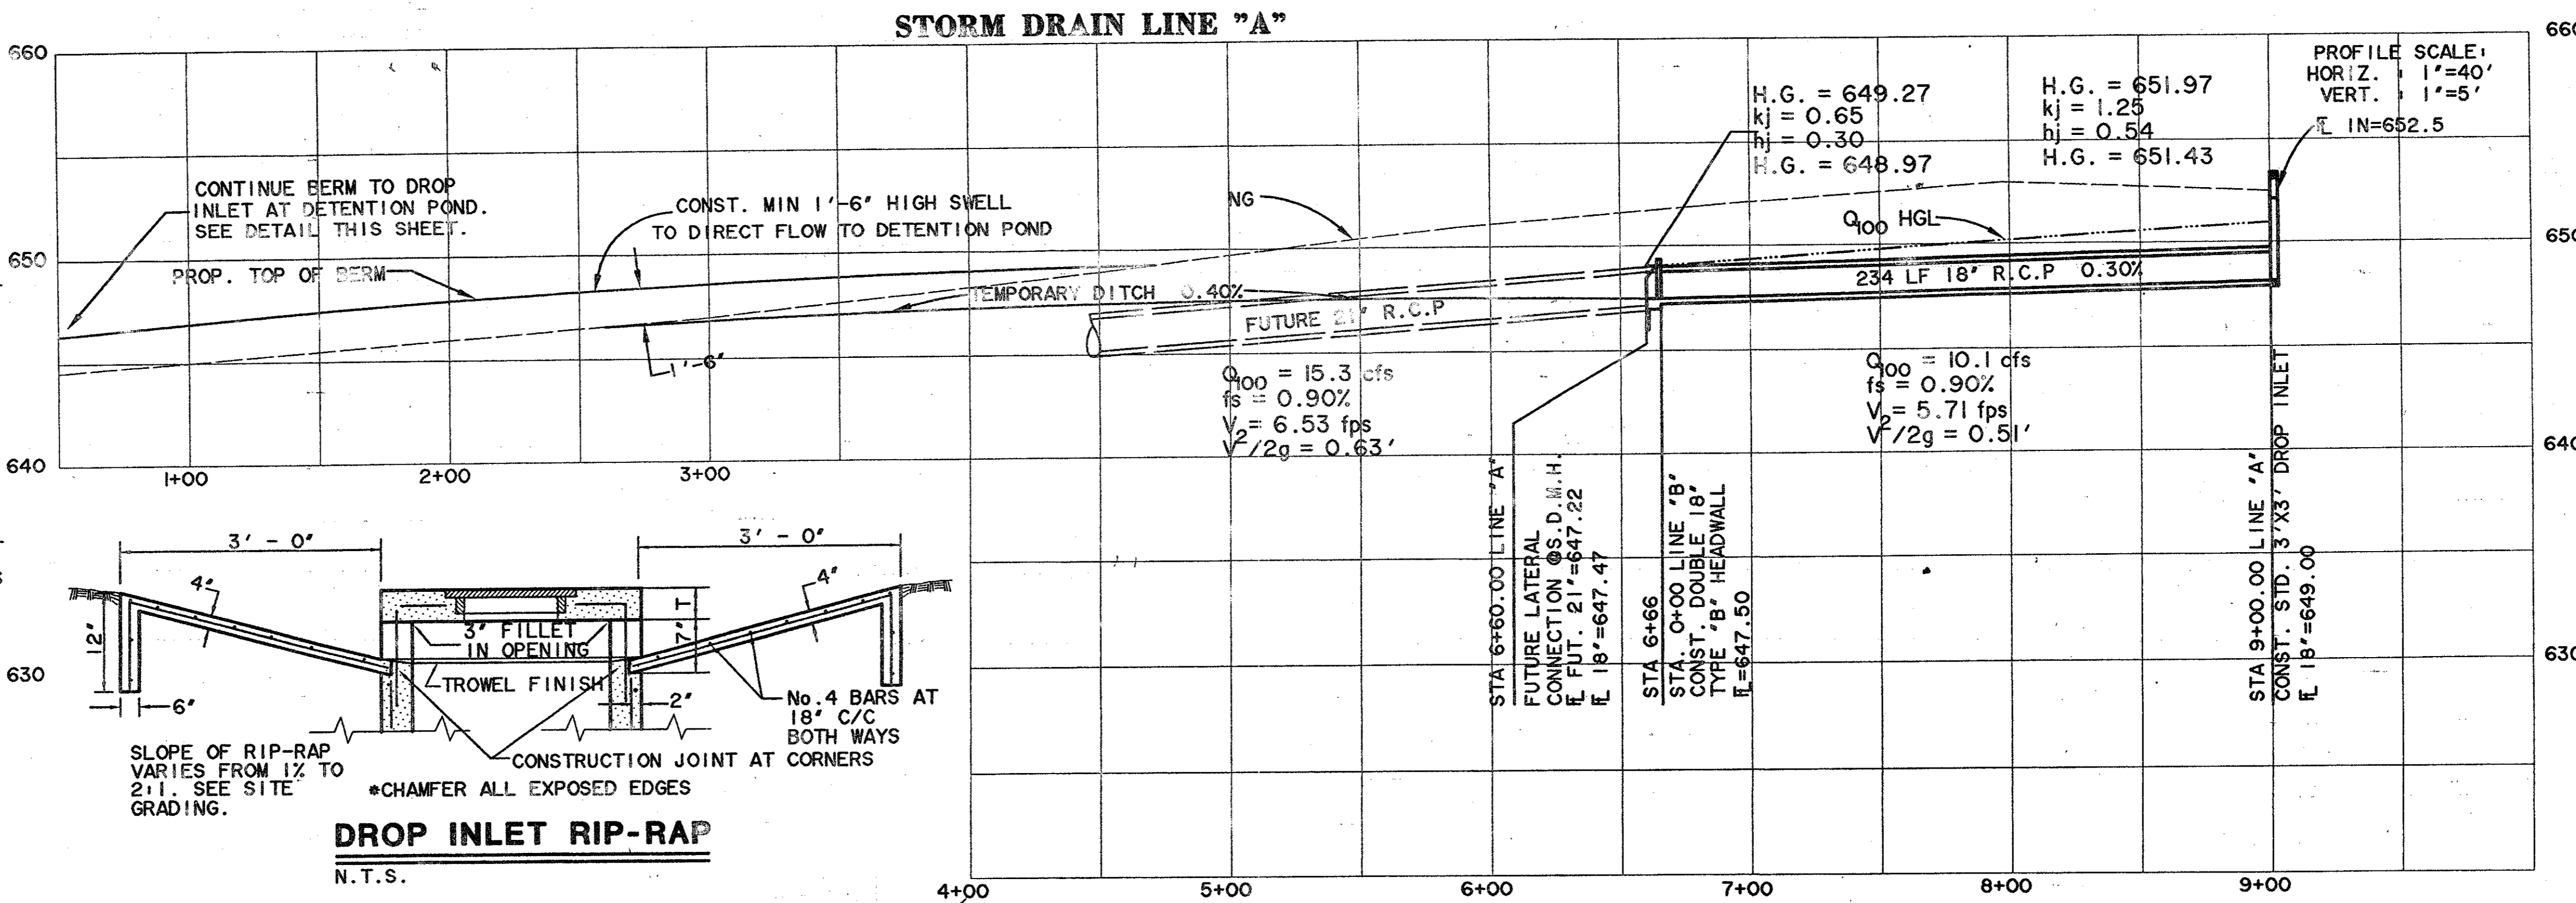 STORM DRAIN LINE "A"
660
660
PROFILE SCALE:
HORIZ. : 1"=40'
VERT. : 1"=5'
H.G. = 649.27
kj = 0.65
hj = 0.30
H.G. = 648.97
H.G. = 651.97
kj = 1.25
hj = 0.54
H.G. = 651.43
FL IN=652.5
CONTINUE BERM TO DROP
INLET AT DETENTION POND.
SEE DETAIL THIS SHEET.
CONST. MIN 1'-6" HIGH SWELL
TO DIRECT FLOW TO DETENTION POND
NG
Q100 HGL
650
650
PROP. TOP OF BERM
TEMPORARY DITCH 0.40%
234 LF 18" R.C.P 0.30%
FUTURE 21" R.C.P
1'-6"
Q100 = 15.3 cfs
fs = 0.90%
V = 6.53 fps
V2/2g = 0.63'
Q100 = 10.1 cfs
fs = 0.90%
V = 5.71 fps
V2/2g = 0.51'
640
640
1+00
2+00
3+00
STA 6+60.00 LINE "A"
FUTURE LATERAL
CONNECTION @S.D.M.H.
FL FUT. 21"=647.22
FL 18"=647.47
STA 6+66
STA. 0+00 LINE "B"
CONST. DOUBLE 18"
TYPE "B" HEADWALL
FL=647.50
STA 9+00.00 LINE "A"
CONST. STD. 3'X3' DROP INLET
FL 18"=649.00
3' - 0"
3' - 0"
4"
4"
12"
7"
T
3" FILLET
IN OPENING
TROWEL FINISH
6"
2"
No.4 BARS AT
18" C/C
BOTH WAYS
630
630
SLOPE OF RIP-RAP
VARIES FROM 1% TO
2:1. SEE SITE
GRADING.
CONSTRUCTION JOINT AT CORNERS
*CHAMFER ALL EXPOSED EDGES
DROP INLET RIP-RAP
N.T.S.
4+00
5+00
6+00
7+00
8+00
9+00